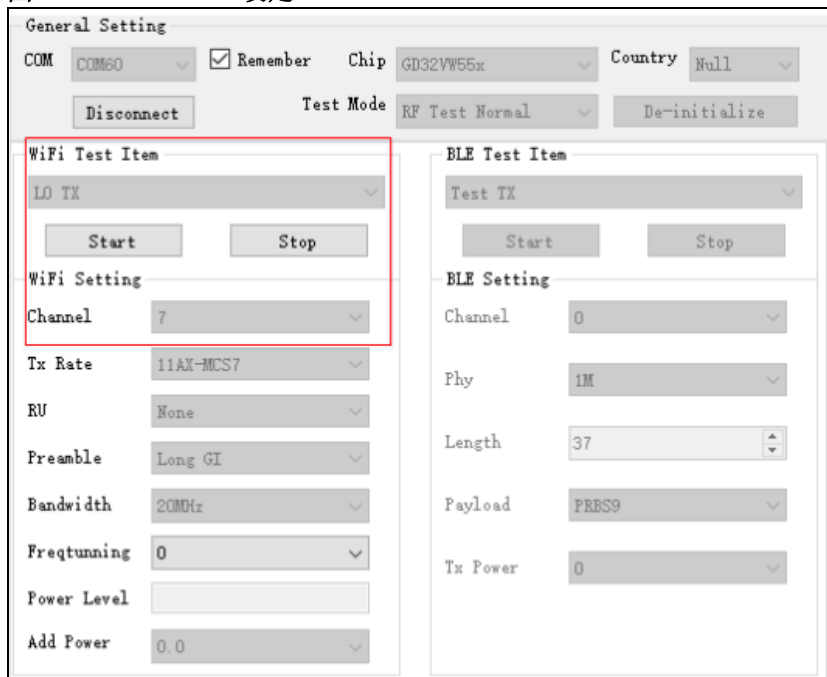 General Setting
COM COM60 Remember Chip GD32VW55x Country Null
Disconnect Test Mode RF Test Normal De-initialize
WiFi Test Item
LO TX
Start Stop
WiFi Setting
Channel 7
Tx Rate 11AX-MCS7
RU None
Preamble Long GI
Bandwidth 20MHz
Freqtunning 0
Power Level
Add Power 0.0
BLE Test Item
Test TX
Start Stop
BLE Setting
Channel 0
Phy 1M
Length 37
Payload PRBS9
Tx Power 0